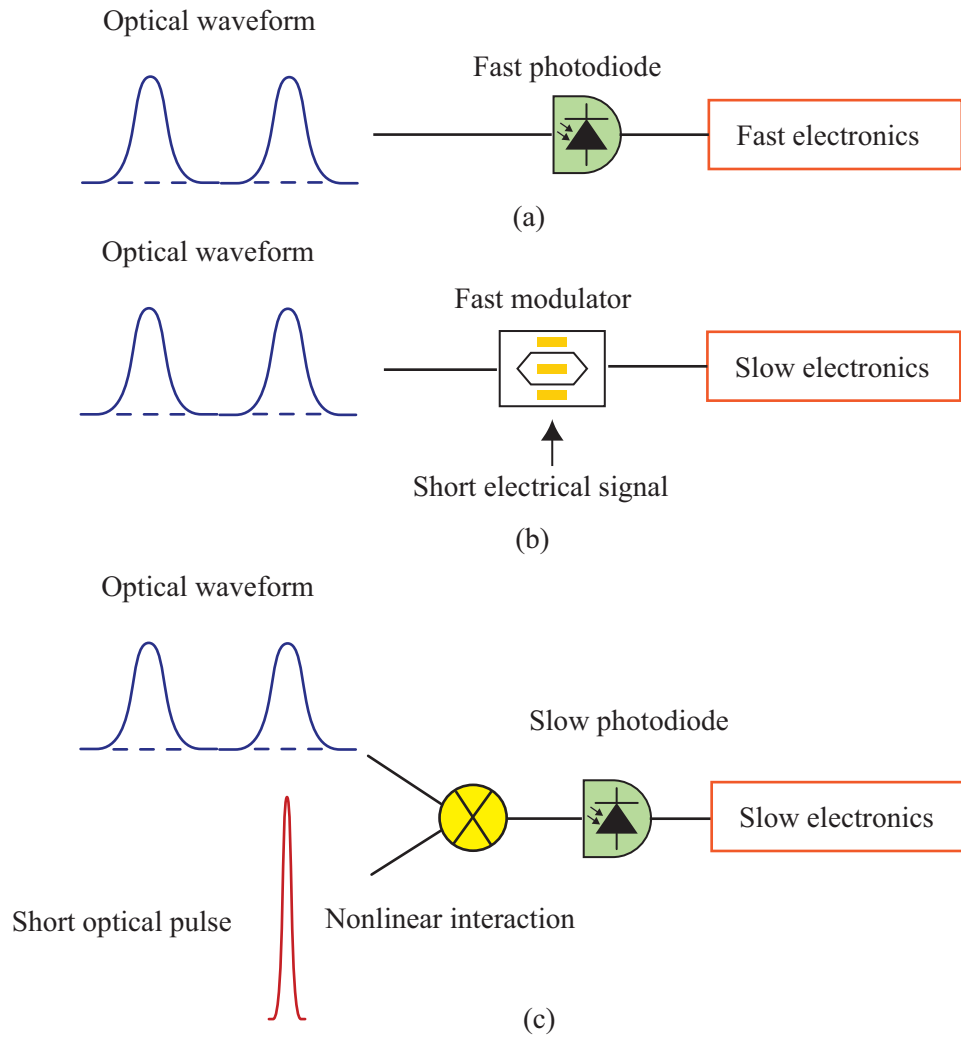 Optical waveform
Fast photodiode
Fast electronics
(a)
Optical waveform
Fast modulator
Slow electronics
Short electrical signal
(b)
Optical waveform
Slow photodiode
Slow electronics
Short optical pulse
Nonlinear interaction
(c)